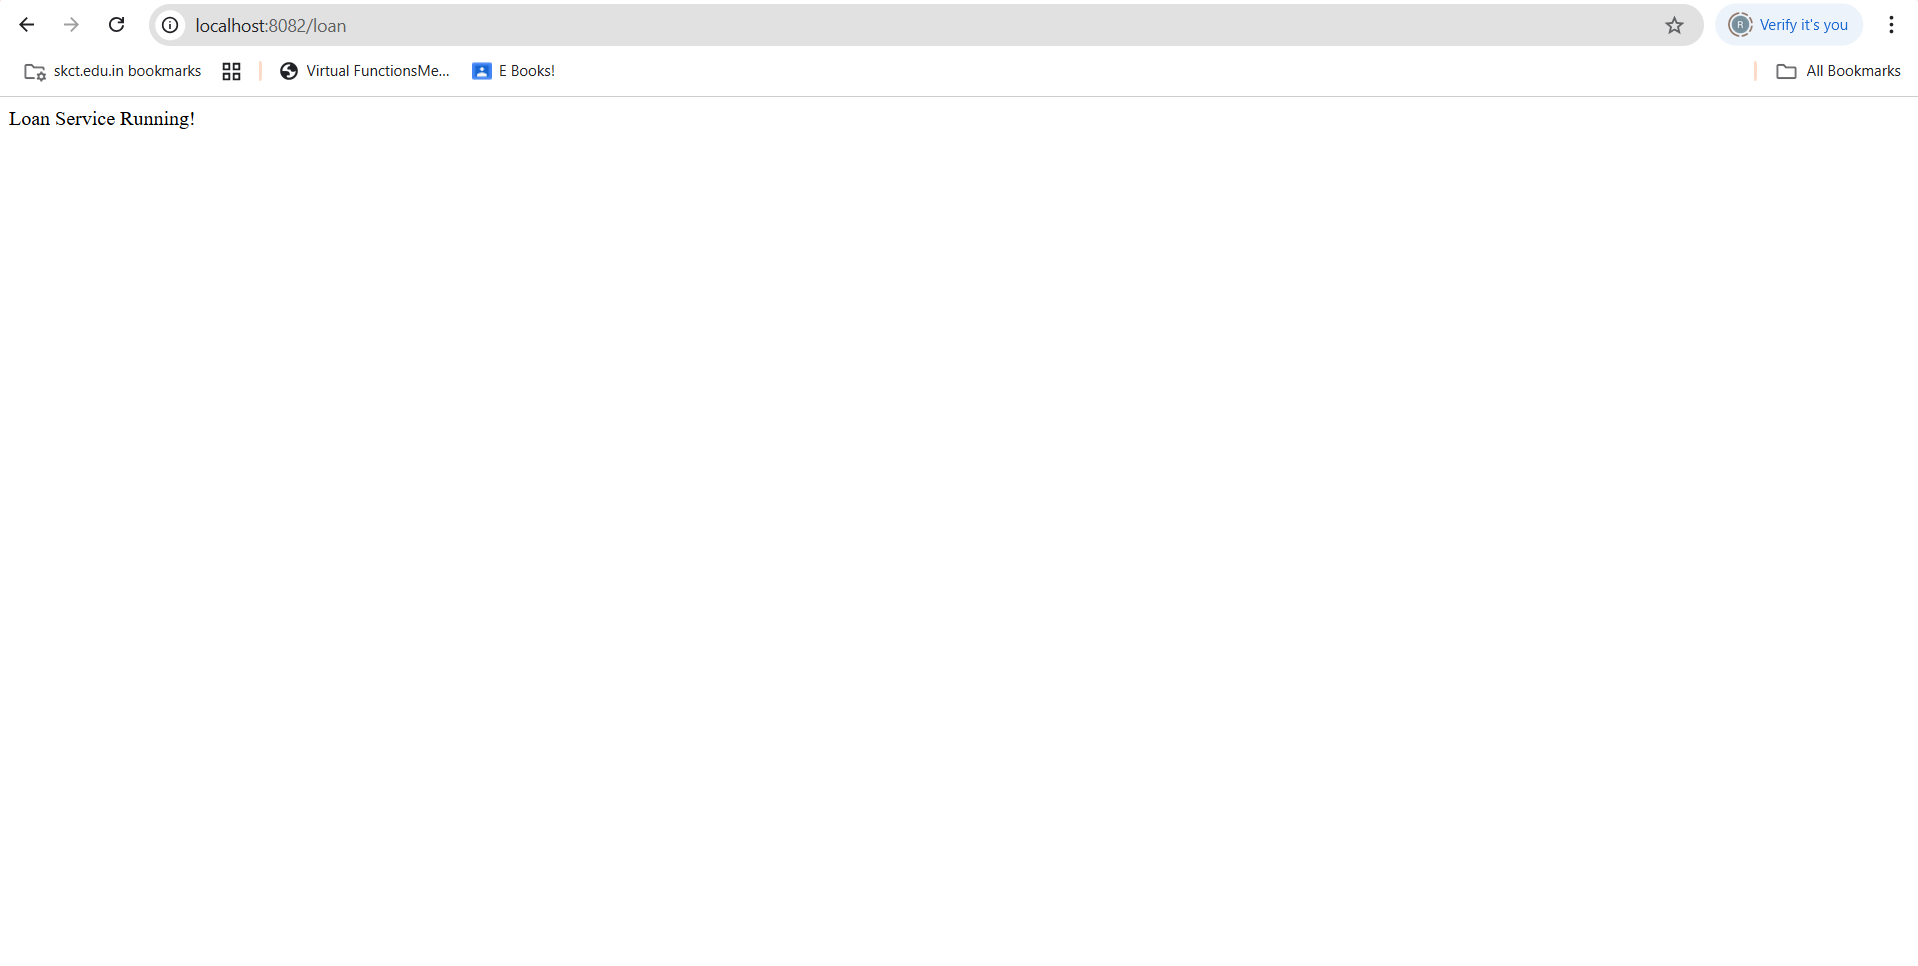 localhost:8082/loan
R
Verify it's you
skct.edu.in bookmarks
Virtual FunctionsMe...
E Books!
All Bookmarks
Loan Service Running!